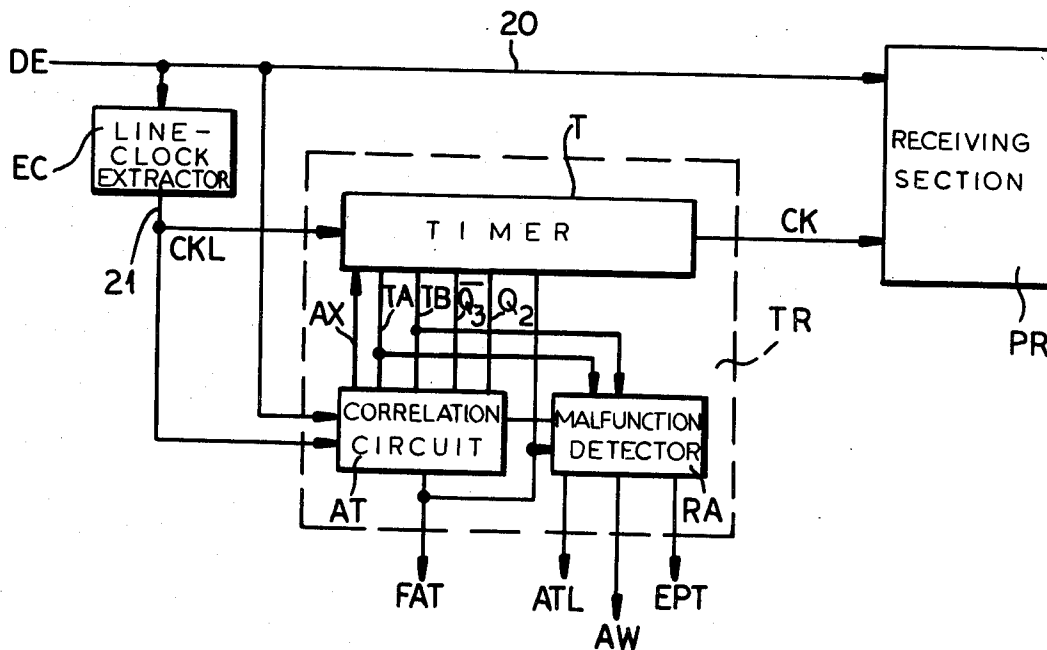 DE
20
EC
LINE-
CLOCK
EXTRACTOR
21
CKL
T
TIMER
CK
RECEIVING
SECTION
PR
AX
TA
TB
Q̅3
Q2
TR
CORRELATION
CIRCUIT
AT
MALFUNCTION
DETECTOR
RA
FAT
ATL
AW
EPT